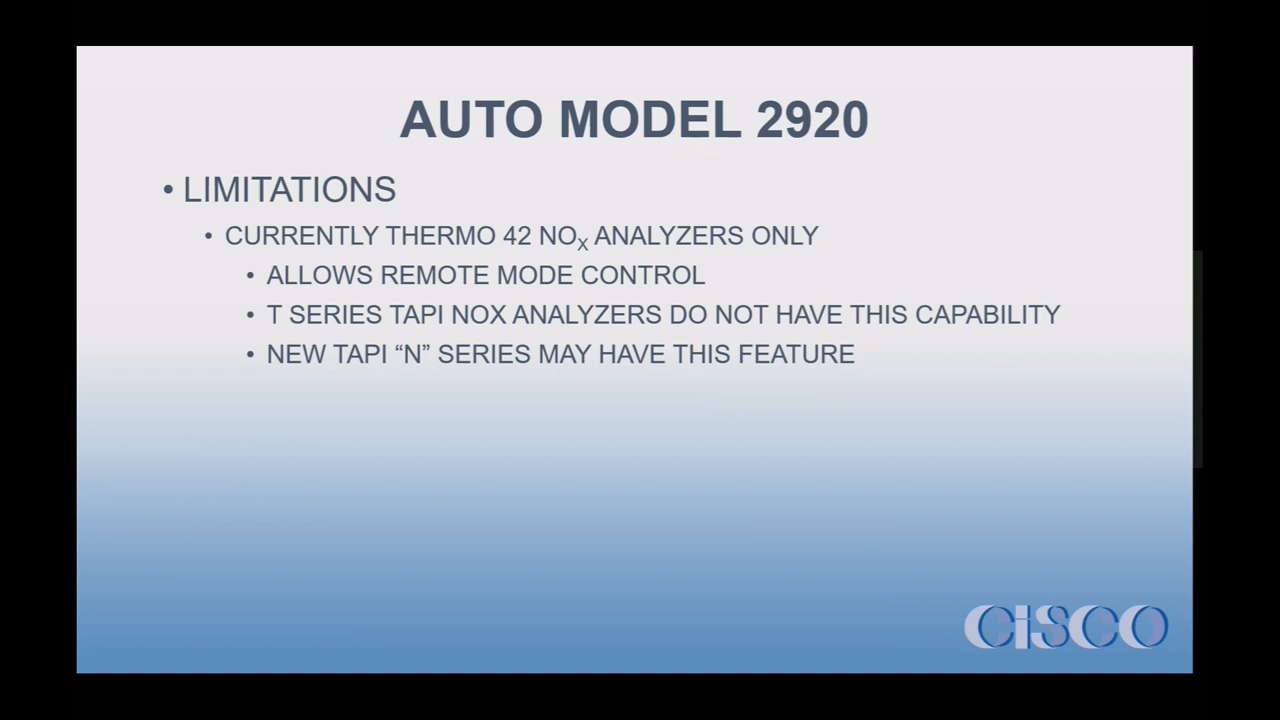 AUTO MODEL 2920
• LIMITATIONS
• CURRENTLY THERMO 42 NOX ANALYZERS ONLY
• ALLOWS REMOTE MODE CONTROL
• T SERIES TAPI NOX ANALYZERS DO NOT HAVE THIS CAPABILITY
• NEW TAPI “N” SERIES MAY HAVE THIS FEATURE
CiSCO